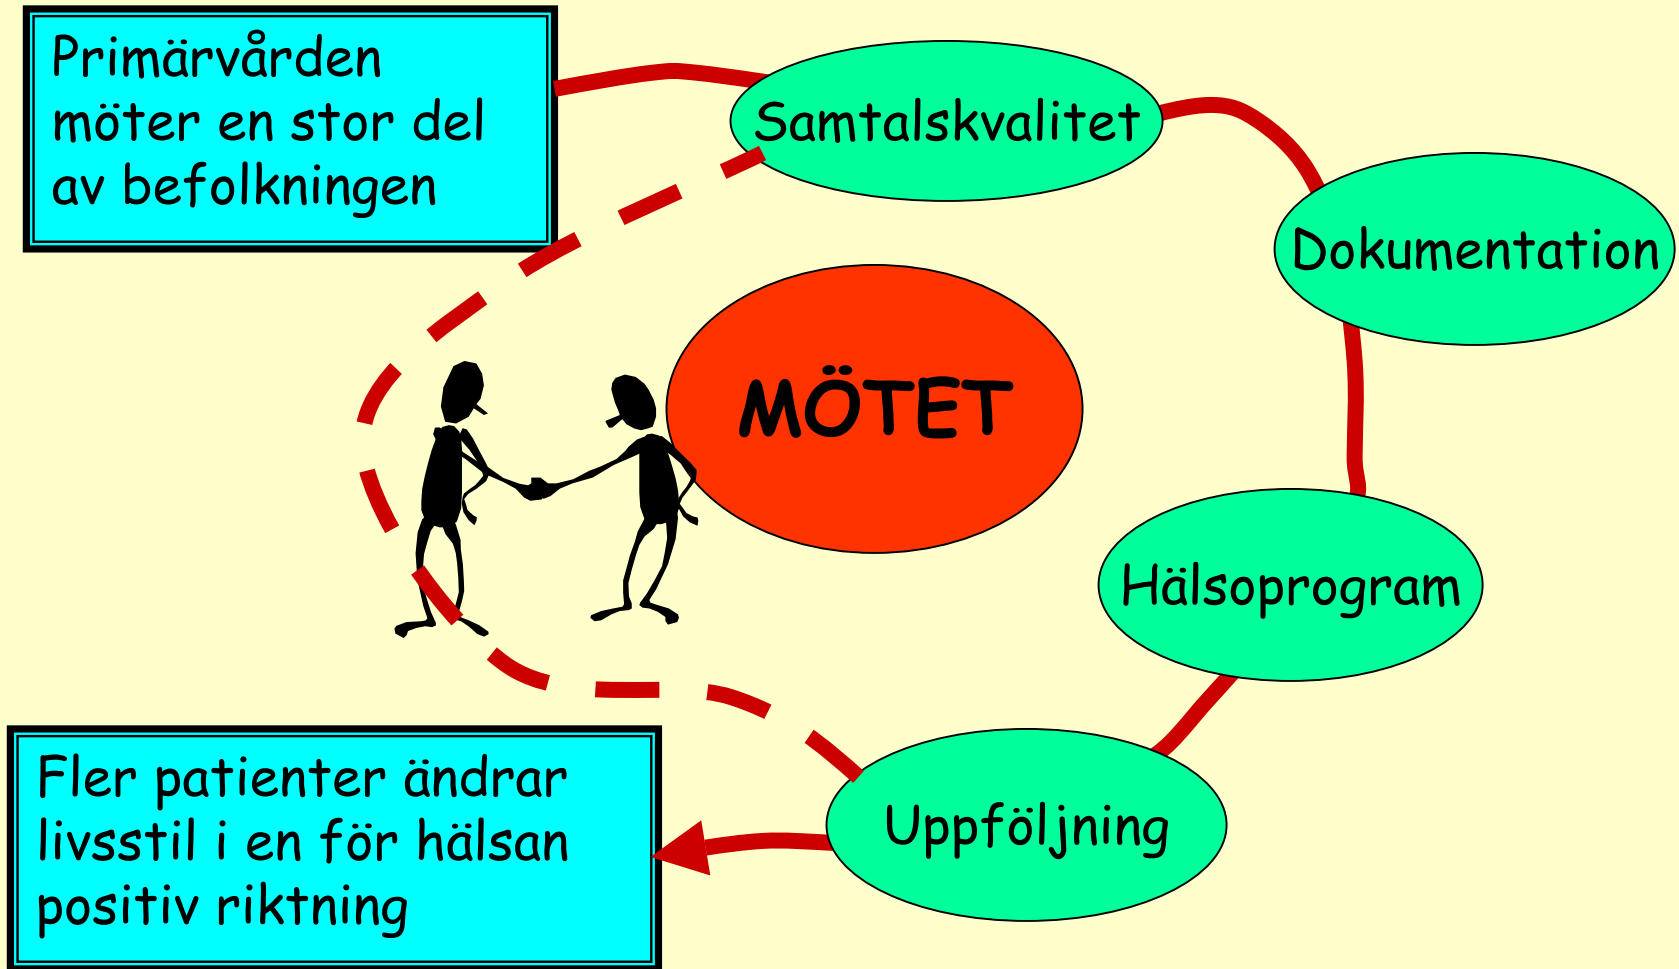 Primärvården
möter en stor del
av befolkningen
Samtalskvalitet
Dokumentation
MÖTET
Hälsoprogram
Uppföljning
Fler patienter ändrar
livsstil i en för hälsan
positiv riktning